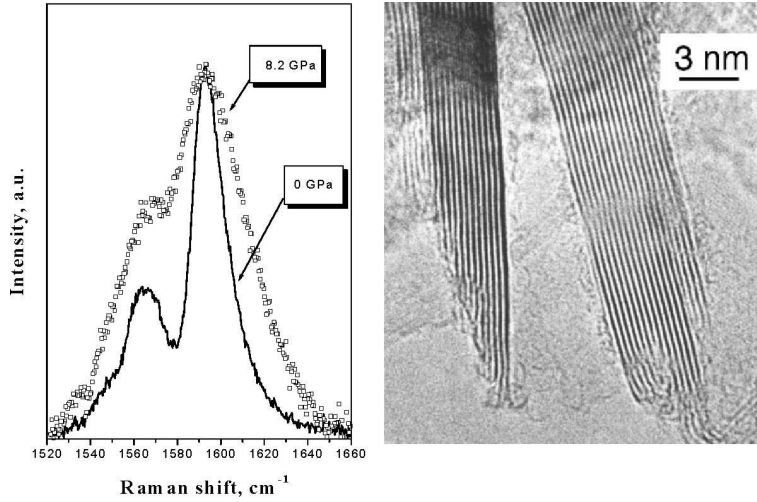 8.2 GPa
0 GPa
Intensity, a.u.
1520 1540 1560 1580 1600 1620 1640 1660
Raman shift, cm⁻¹
3 nm